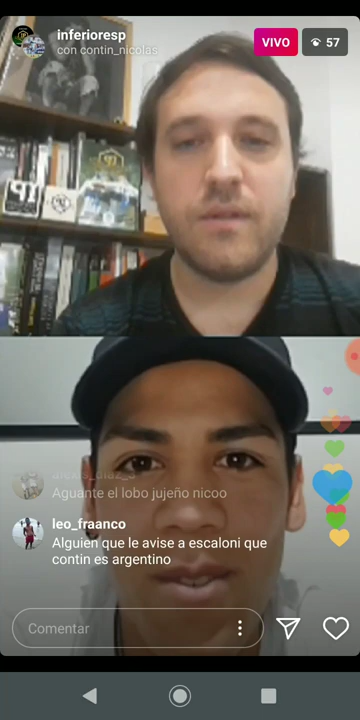 inferioresp
con contin_nicolas
VIVO
57
Aguante el lobo jujeño nicoo
leo_fraanco
Alguien que le avise a escaloni que
contin es argentino
Comentar